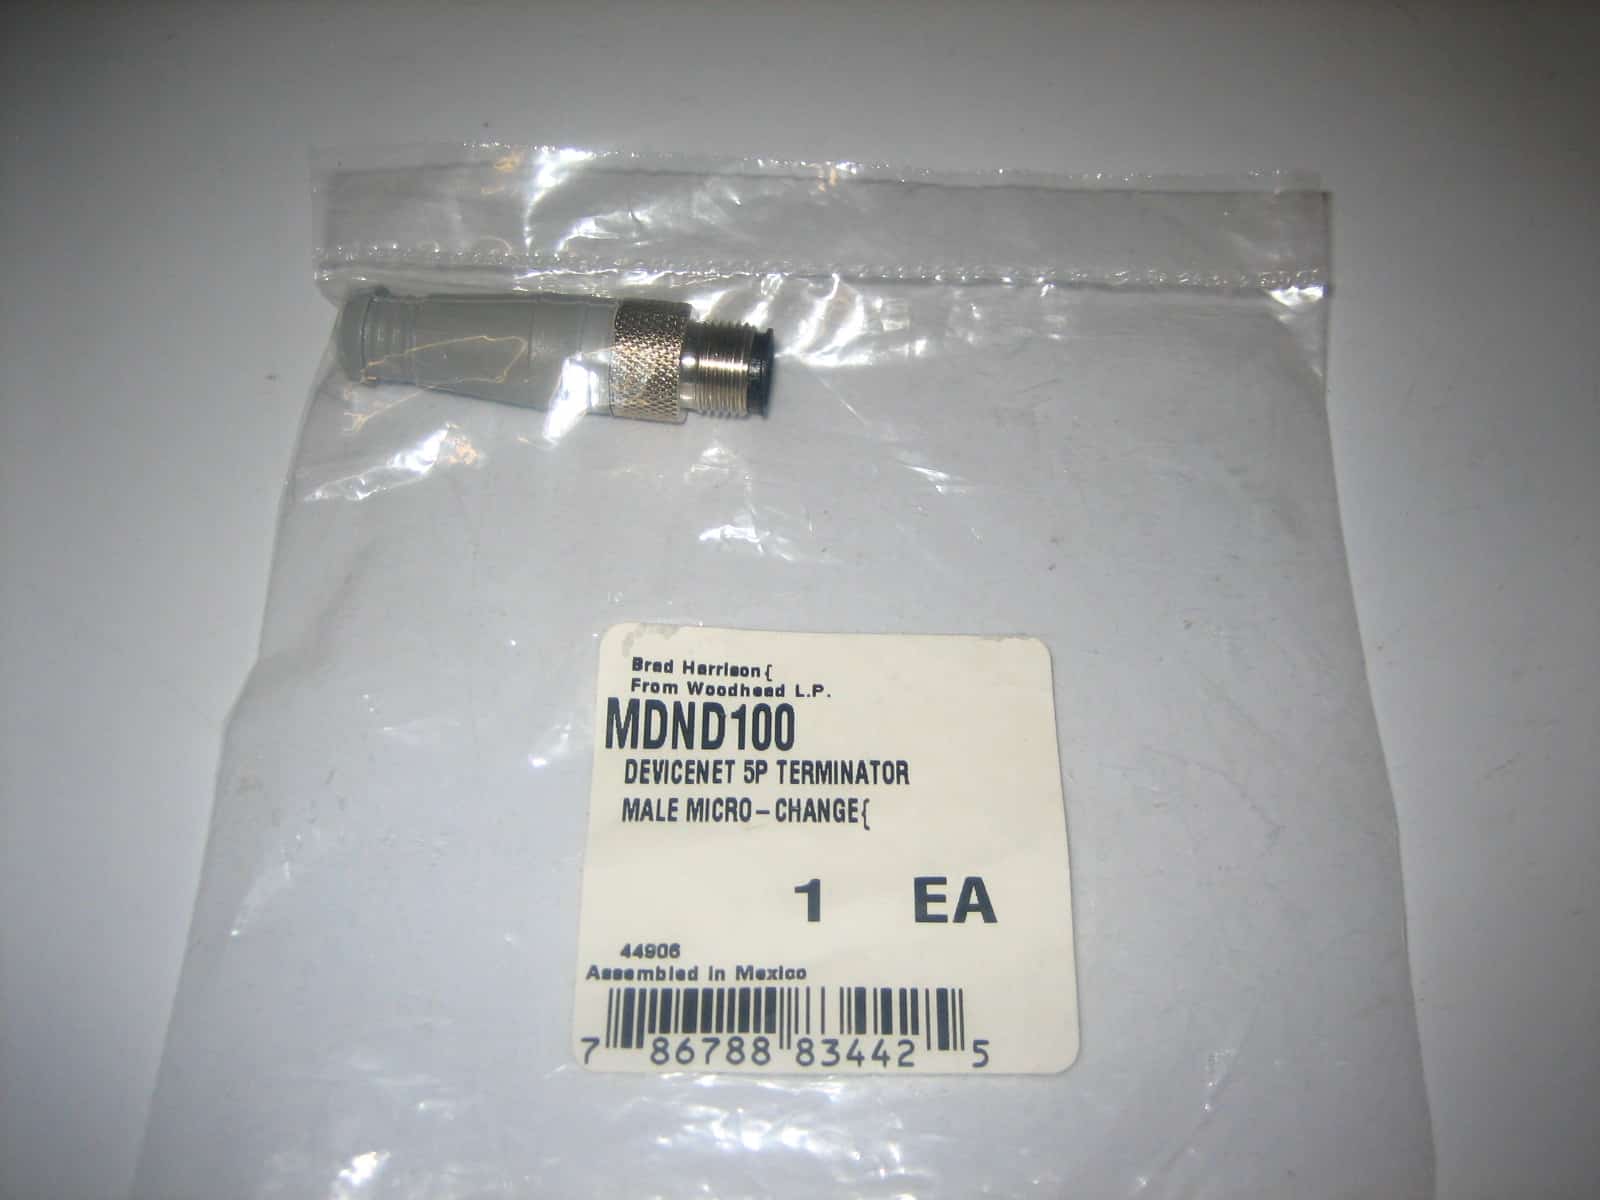 Brad Harrison{
From Woodhead L.P.
MDND100
DEVICENET 5P TERMINATOR
MALE MICRO-CHANGE{
1 EA
44906
Assembled in Mexico
7 86788 83442 5